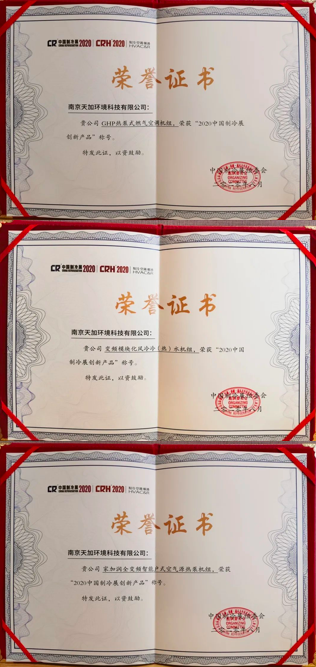 CR 中国制冷展 2020 CRH 2020 HVACR
荣誉证书
南京天加环境科技有限公司：
贵公司 GHP热泵式燃气空调机组，荣获“2020中国制冷展
创新产品”称号。
特发此证，以资鼓励。
CR 中国制冷展 2020 CRH 2020 HVACR
荣誉证书
南京天加环境科技有限公司：
贵公司 变频模块化风冷冷（热）水机组，荣获“2020中国
制冷展创新产品”称号。
特发此证，以资鼓励。
CR 中国制冷展 2020 CRH 2020 HVACR
荣誉证书
南京天加环境科技有限公司：
贵公司 家加润全变频智能户式空气源热泵机组，荣获
“2020中国制冷展创新产品”称号。
特发此证，以资鼓励。